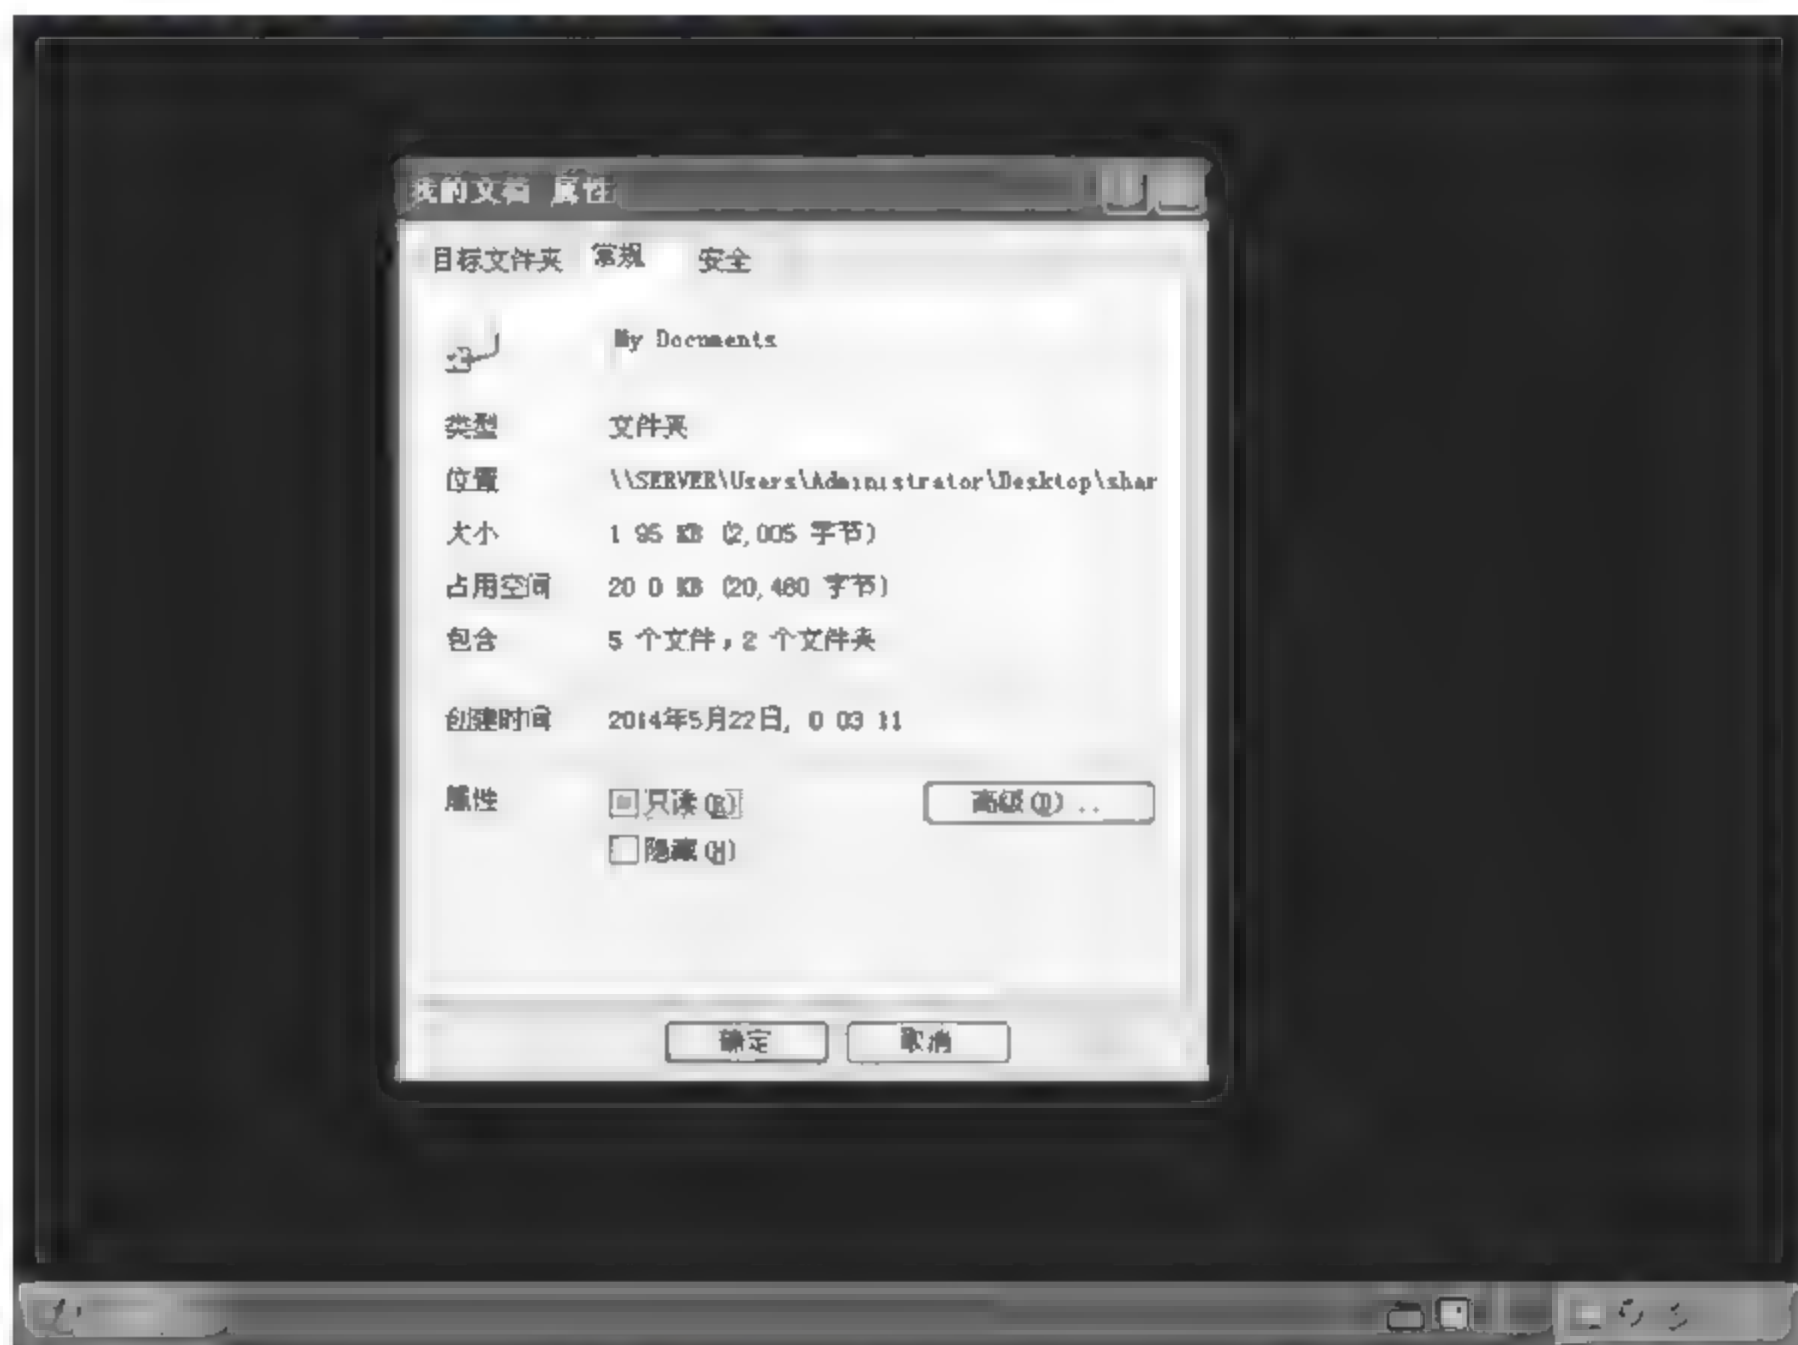 我的文档 属性
目标文件夹 常规 安全
My Documents
类型 文件夹
位置 \\SERVER\Users\Administrator\Desktop\shar
大小 1 95 KB (2,005 字节)
占用空间 20 0 KB (20,480 字节)
包含 5 个文件，2 个文件夹
创建时间 2014年5月22日, 0 03 11
属性 只读(R) 高级(D)..
隐藏(H)
确定 取消